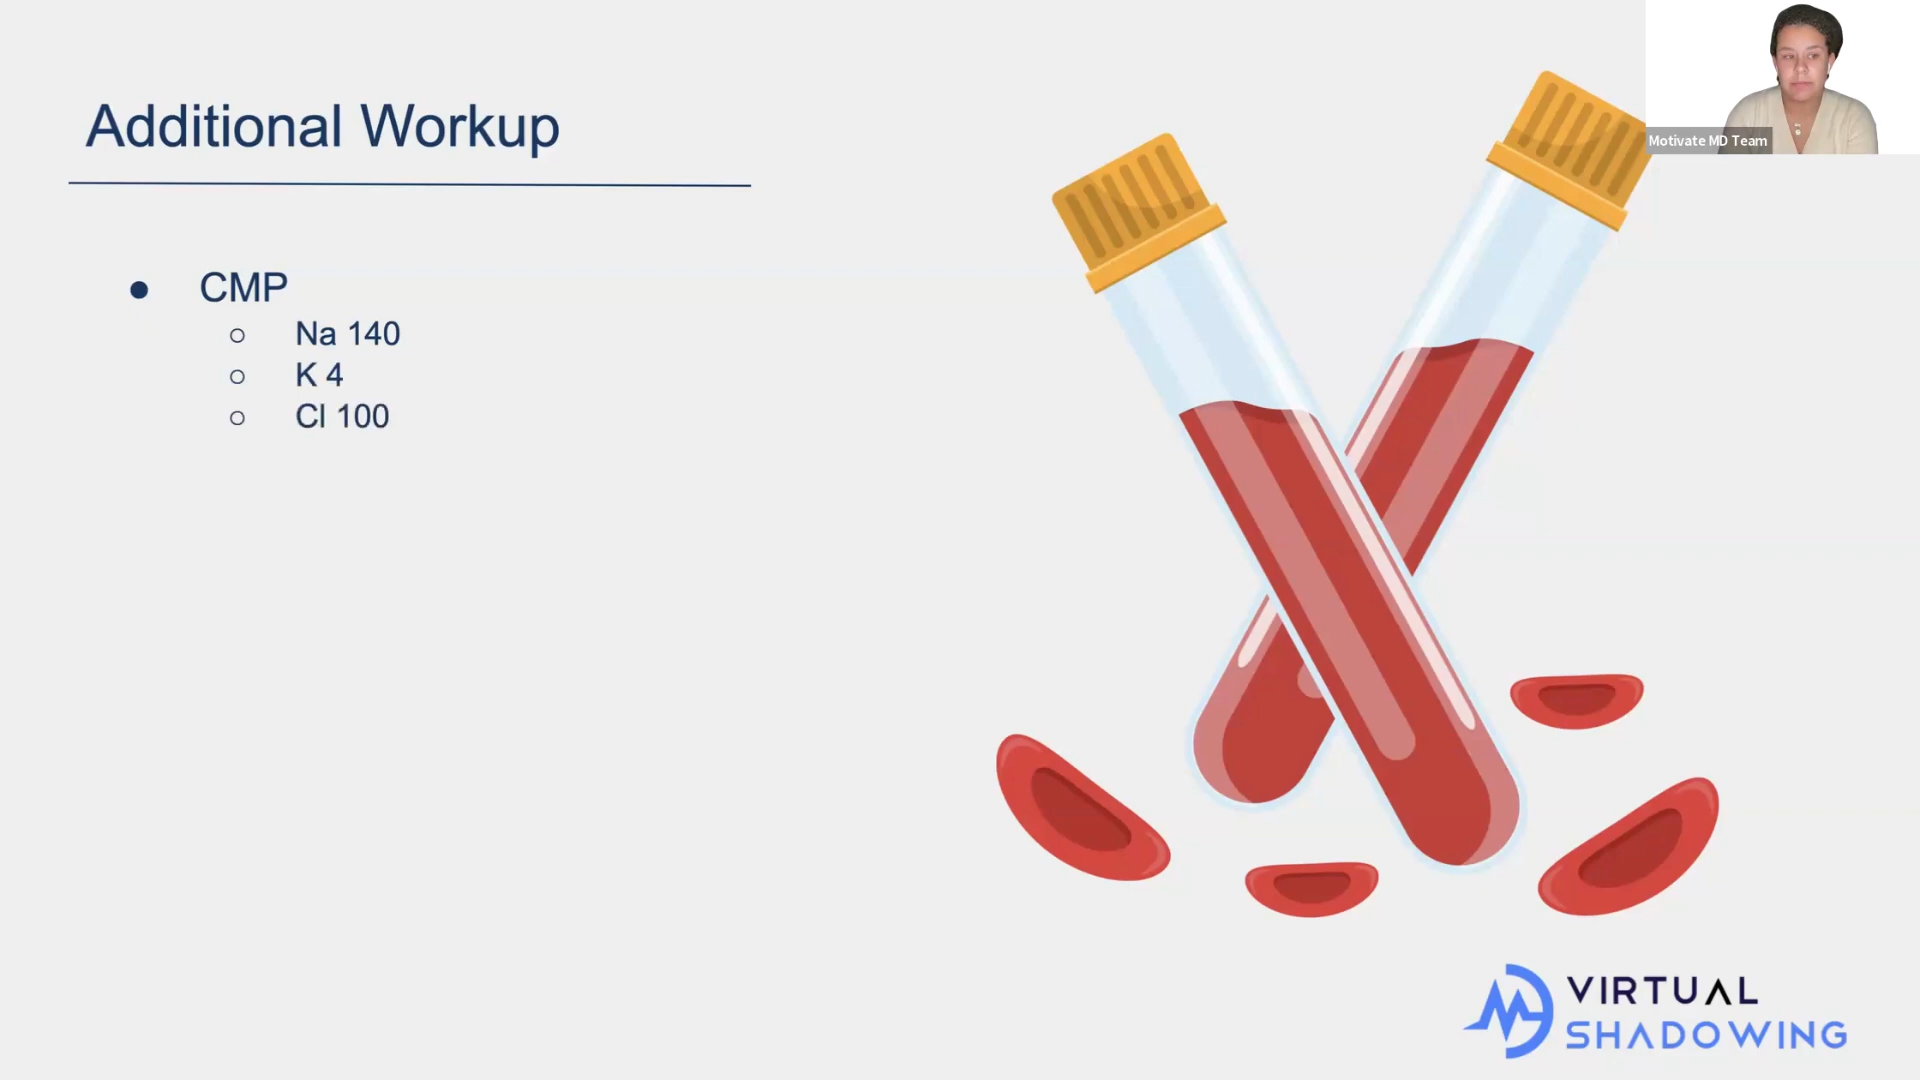 Additional Workup
Motivate MD Team
● CMP
○ Na 140
○ K 4
○ Cl 100
VIRTUAL
SHADOWING